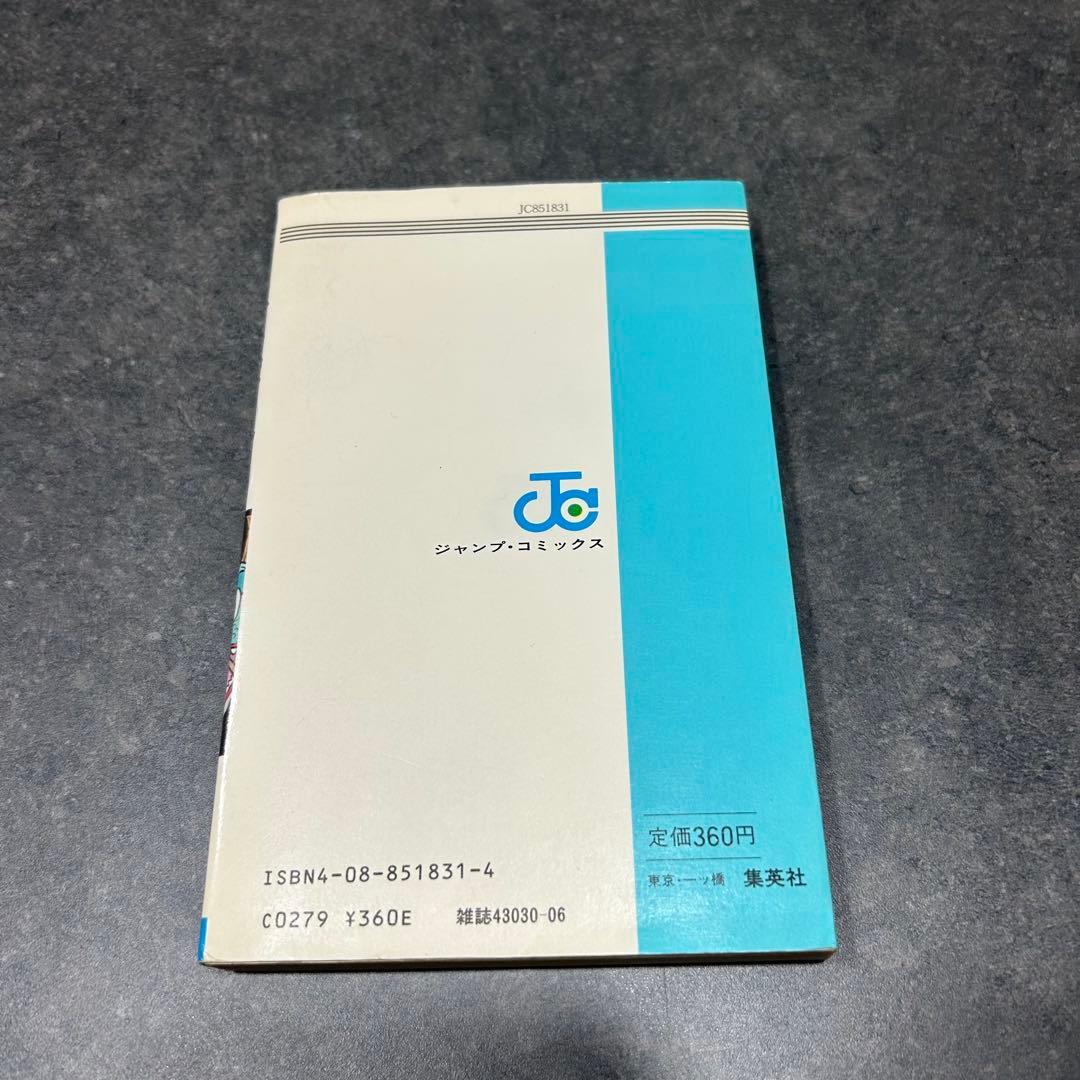 JC851831
JC
ジャンプ・コミックス
定価360円
東京・一ツ橋 集英社
ISBN4-08-851831-4
C0279 ¥360E 雑誌43030-06